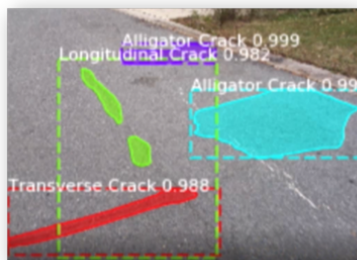 Alligator Crack 0.999
Longitudinal Crack 0.982
Alligator Crack 0.99
Transverse Crack 0.988